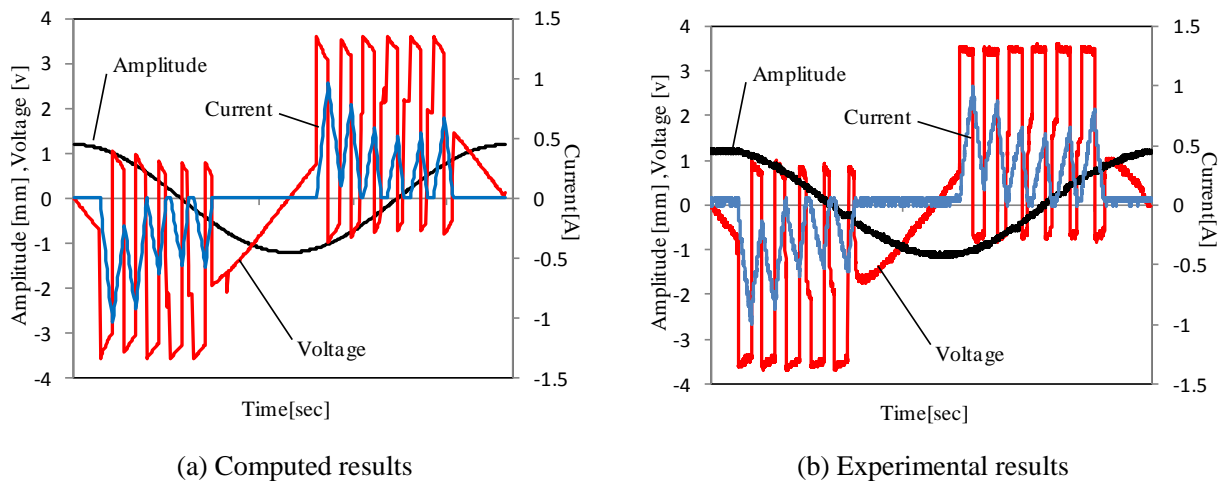 4
3
2
1
0
-1
-2
-3
-4
Amplitude [mm] ,Voltage [v]
1.5
1
0.5
0
-0.5
-1
-1.5
Current[A]
Amplitude
Current
Voltage
Time[sec]
(a) Computed results
4
3
2
1
0
-1
-2
-3
-4
Amplitude [mm] ,Voltage [v]
1.5
1
0.5
0
-0.5
-1
-1.5
Current[A]
Amplitude
Current
Voltage
Time[sec]
(b) Experimental results